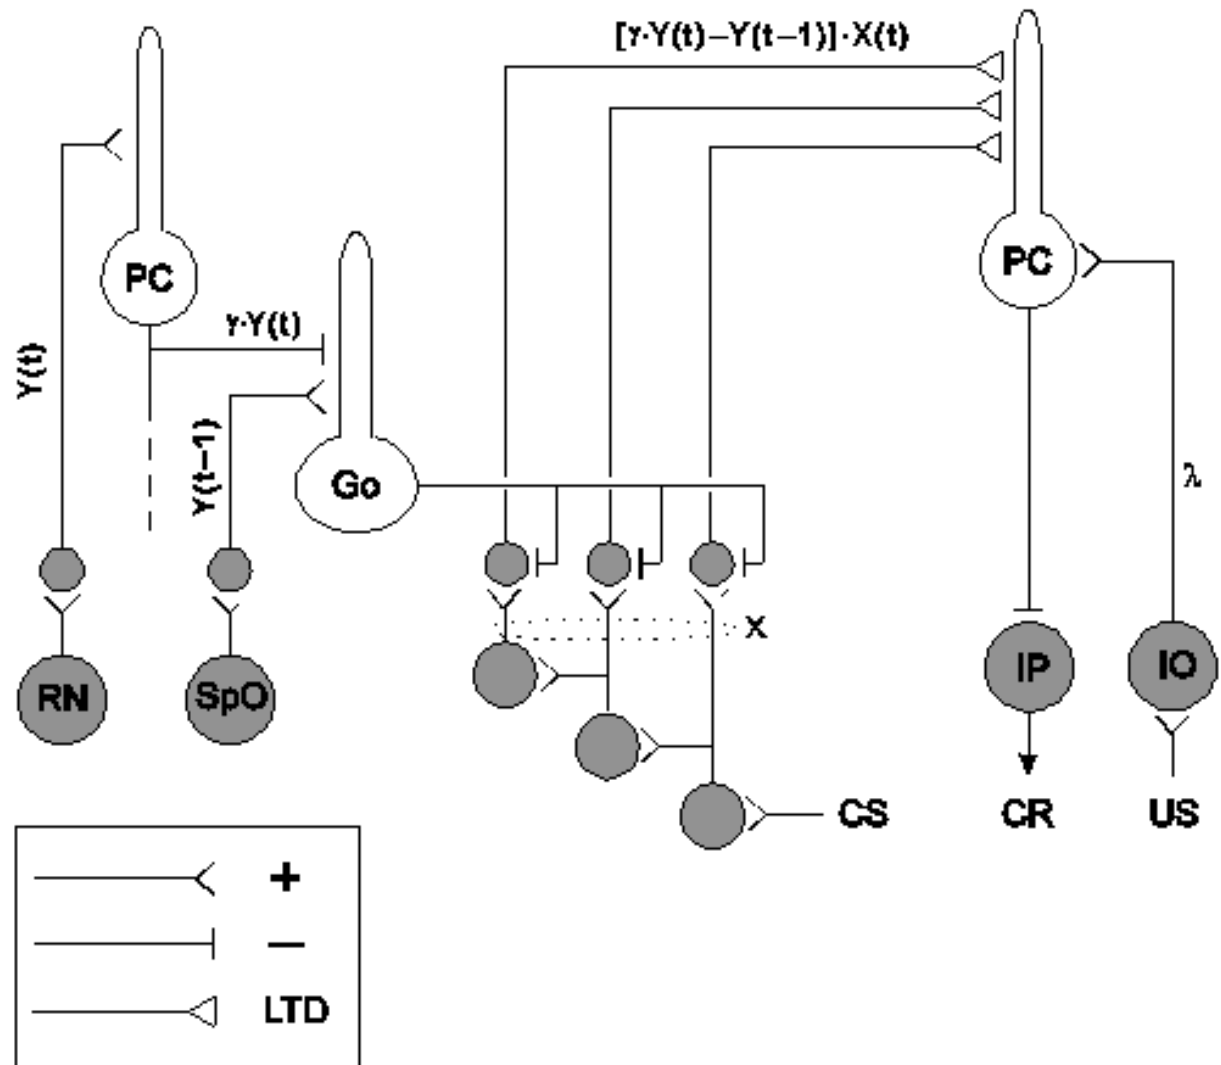 [γ·Y(t)–Y(t–1)]·X(t)
PC
PC
γ·Y(t)
Y(t)
Y(t–1)
Go
λ
X
RN
SpO
IP
IO
CS
CR
US
+
–
LTD